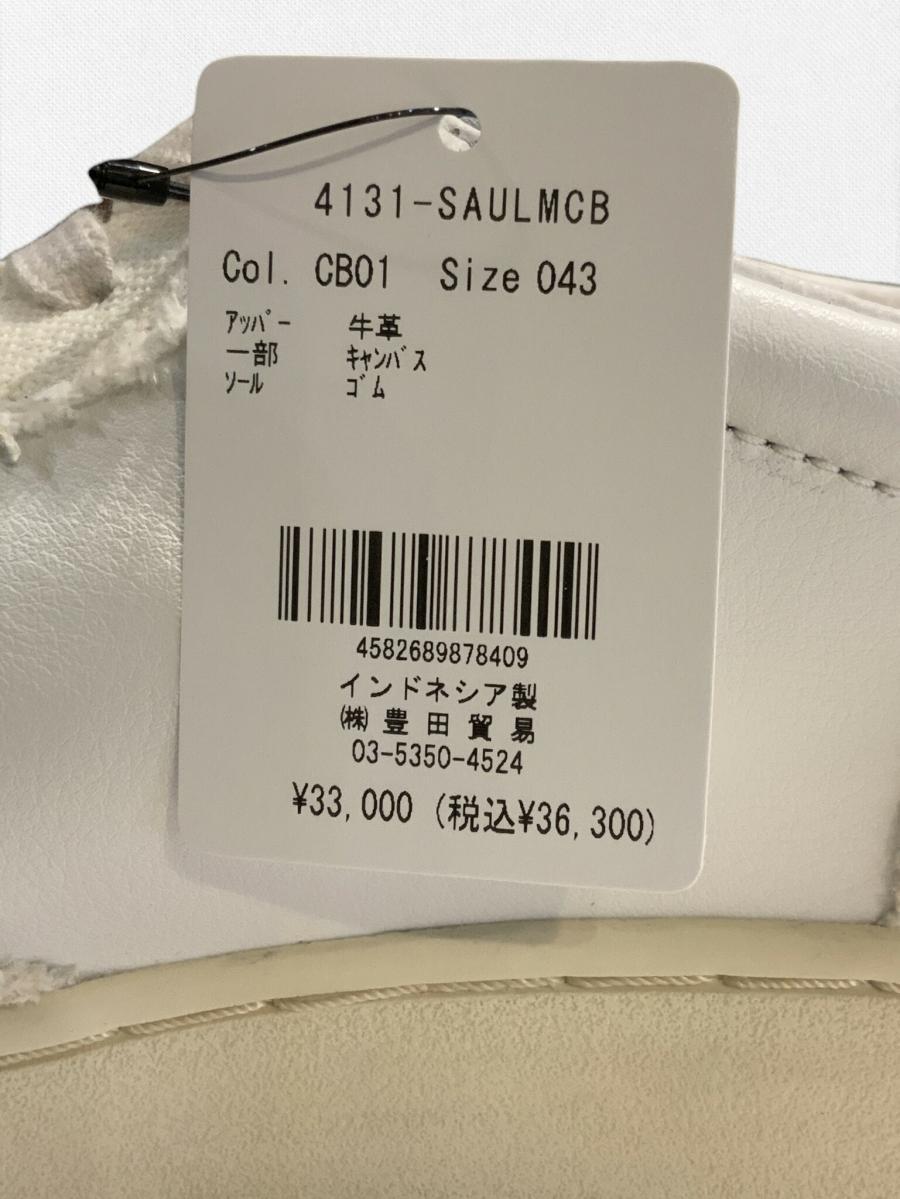 4131-SAULMCB
Col. CB01 Size 043
ｱｯﾊﾟｰ 牛革
一部 ｷｬﾝﾊﾞｽ
ｿｰﾙ ｺﾞﾑ
4582689878409
インドネシア製
㈱ 豊田貿易
03-5350-4524
¥33,000 (税込¥36,300)